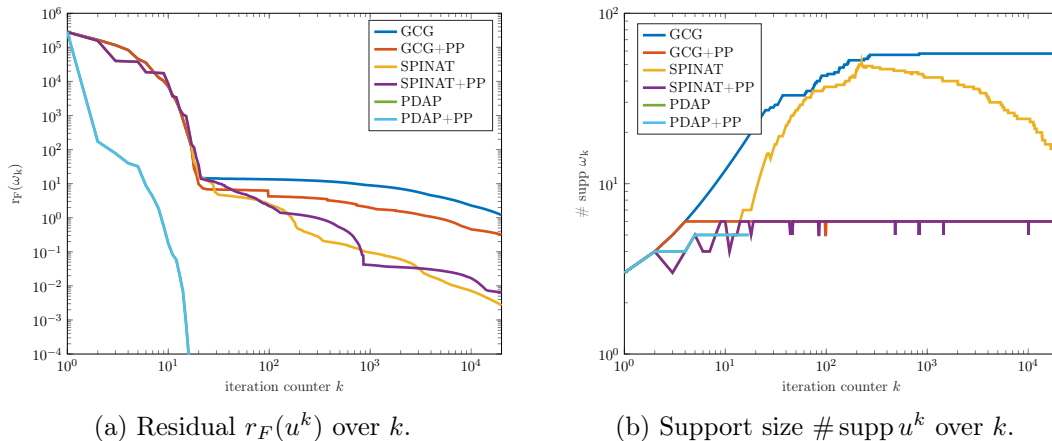 10^6
10^5
10^4
10^3
10^2
10^1
10^0
10^−1
10^−2
10^−3
10^−4
r_F(ω_k)
GCG
GCG+PP
SPINAT
SPINAT+PP
PDAP
PDAP+PP
10^0 10^1 10^2 10^3 10^4
iteration counter k
(a) Residual r_F(u^k) over k.
10^2
10^1
10^0
# supp ω_k
GCG
GCG+PP
SPINAT
SPINAT+PP
PDAP
PDAP+PP
10^0 10^1 10^2 10^3 10^4
iteration counter k
(b) Support size # supp u^k over k.